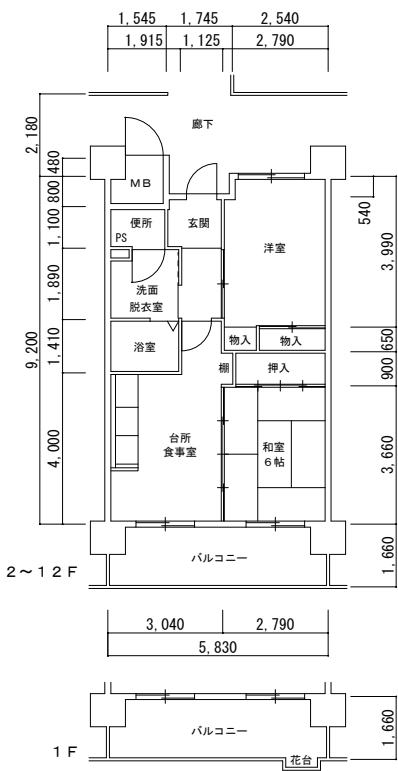 1,545 1,745 2,540
1,915 1,125 2,790
廊下
2,180
480
MB
800
540
便所
玄関
PS
1,100
洋室
3,990
洗面
脱衣室
1,890
9,200
浴室
1,410
物入
物入
650
棚
押入
900
台所
食事室
4,000
和室
6帖
3,660
バルコニー
2~12F
1,660
3,040 2,790
5,830
バルコニー
1,660
1F
花台